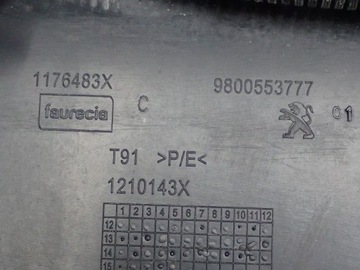 1176483X 9800553777
faurecia C 01
T91 >P/E<
1210143X
1 2 3 4 5 6 7 8 9 10 11 12
12
13
14
15